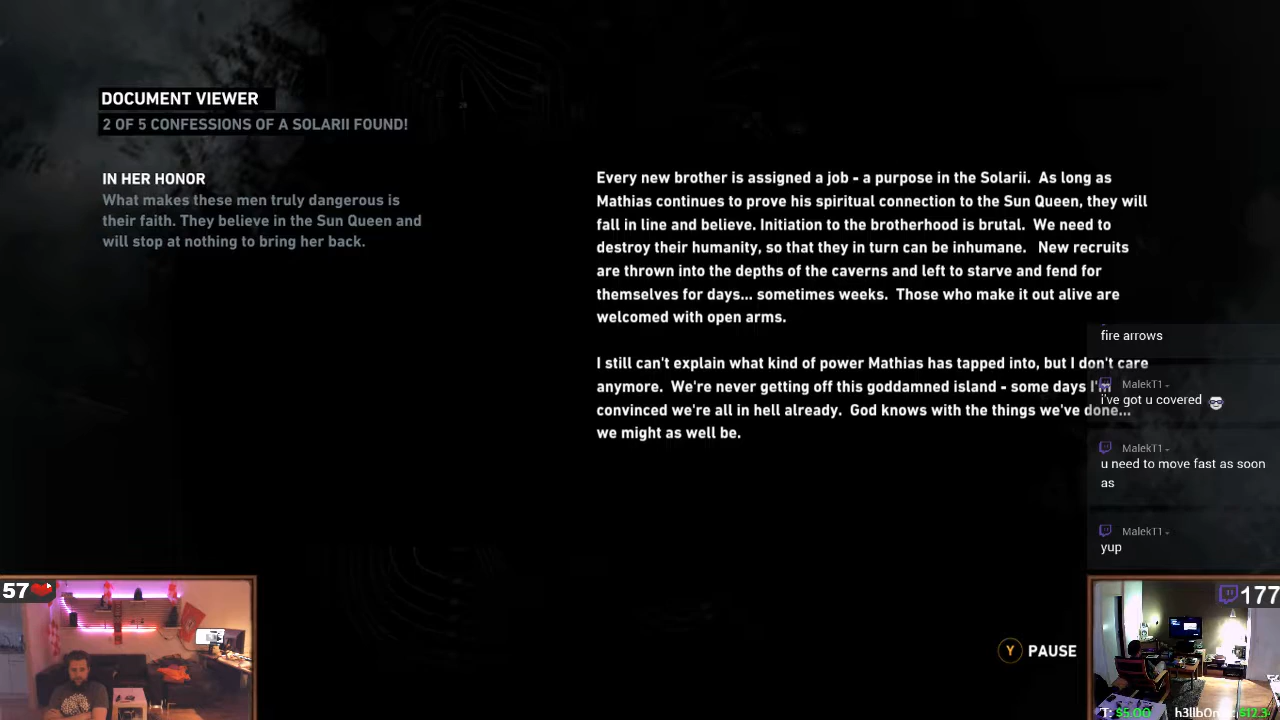 DOCUMENT VIEWER
2 OF 5 CONFESSIONS OF A SOLARII FOUND!
IN HER HONOR
What makes these men truly dangerous is
their faith. They believe in the Sun Queen and
will stop at nothing to bring her back.
Every new brother is assigned a job - a purpose in the Solarii. As long as
Mathias continues to prove his spiritual connection to the Sun Queen, they will
fall in line and believe. Initiation to the brotherhood is brutal. We need to
destroy their humanity, so that they in turn can be inhumane. New recruits
are thrown into the depths of the caverns and left to starve and fend for
themselves for days... sometimes weeks. Those who make it out alive are
welcomed with open arms.
I still can't explain what kind of power Mathias has tapped into, but I don't care
anymore. We're never getting off this goddamned island - some days I'm
convinced we're all in hell already. God knows with the things we've done...
we might as well be.
fire arrows
MalekT1
i've got u covered
MalekT1
u need to move fast as soon
as
MalekT1
yup
57
177
Y PAUSE
T: $5.00
$12.3